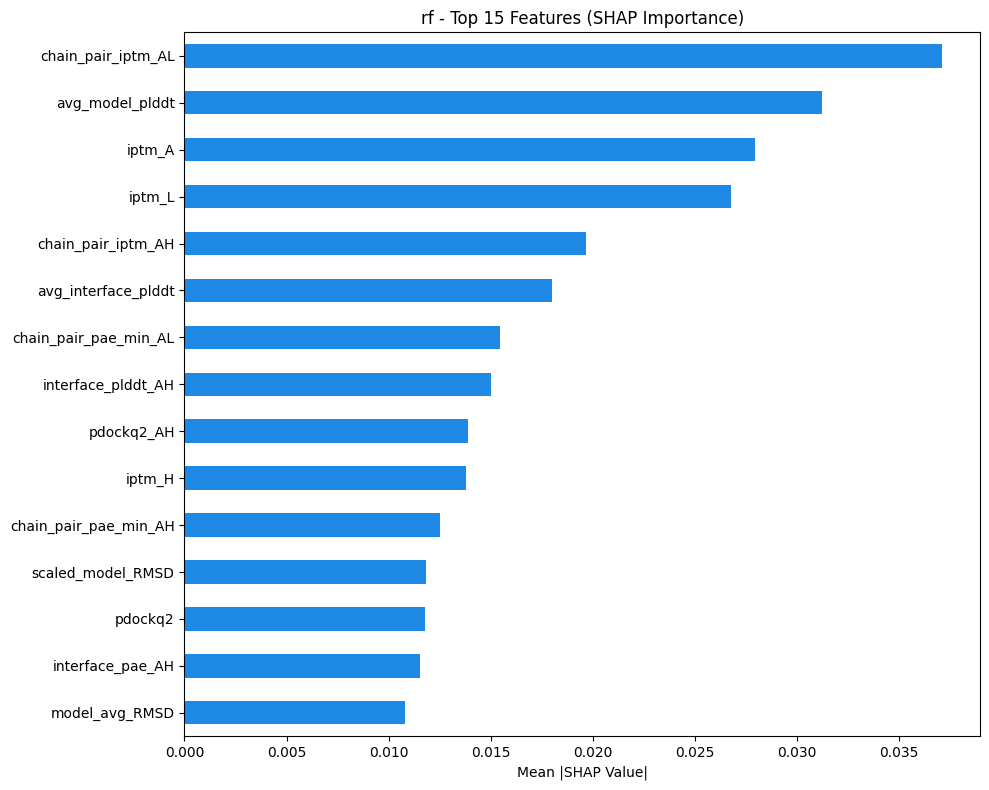 rf - Top 15 Features (SHAP Importance)
chain_pair_iptm_AL
avg_model_plddt
iptm_A
iptm_L
chain_pair_iptm_AH
avg_interface_plddt
chain_pair_pae_min_AL
interface_plddt_AH
pdockq2_AH
iptm_H
chain_pair_pae_min_AH
scaled_model_RMSD
pdockq2
interface_pae_AH
model_avg_RMSD
0.000 0.005 0.010 0.015 0.020 0.025 0.030 0.035
Mean |SHAP Value|